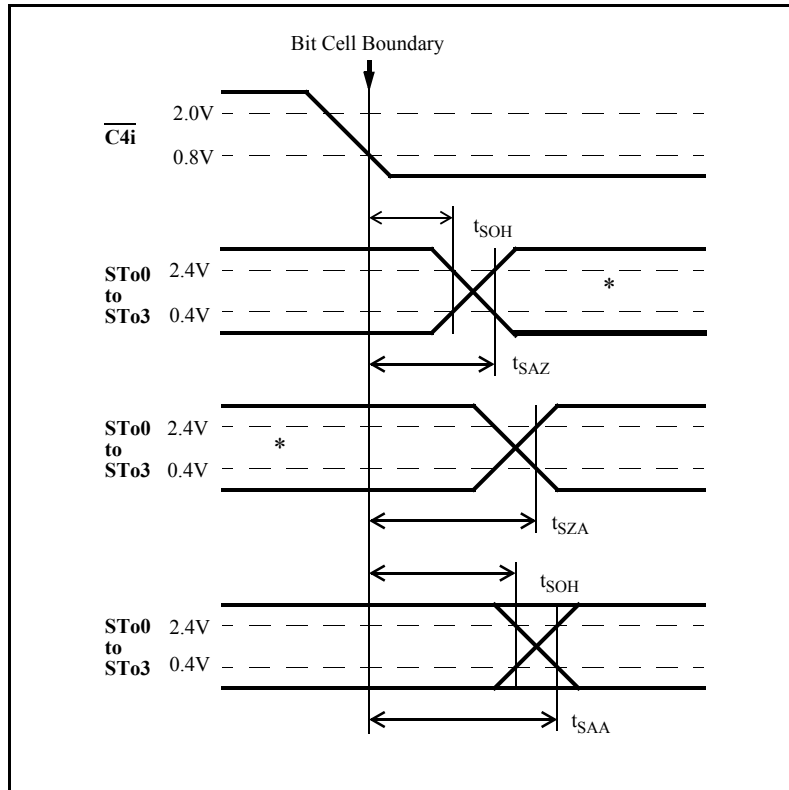 Bit Cell Boundary
C4i
2.0V
0.8V
tSOH
STo0
to
STo3
2.4V
0.4V
*
tSAZ
STo0
to
STo3
2.4V
0.4V
*
tSZA
tSOH
STo0
to
STo3
2.4V
0.4V
tSAA